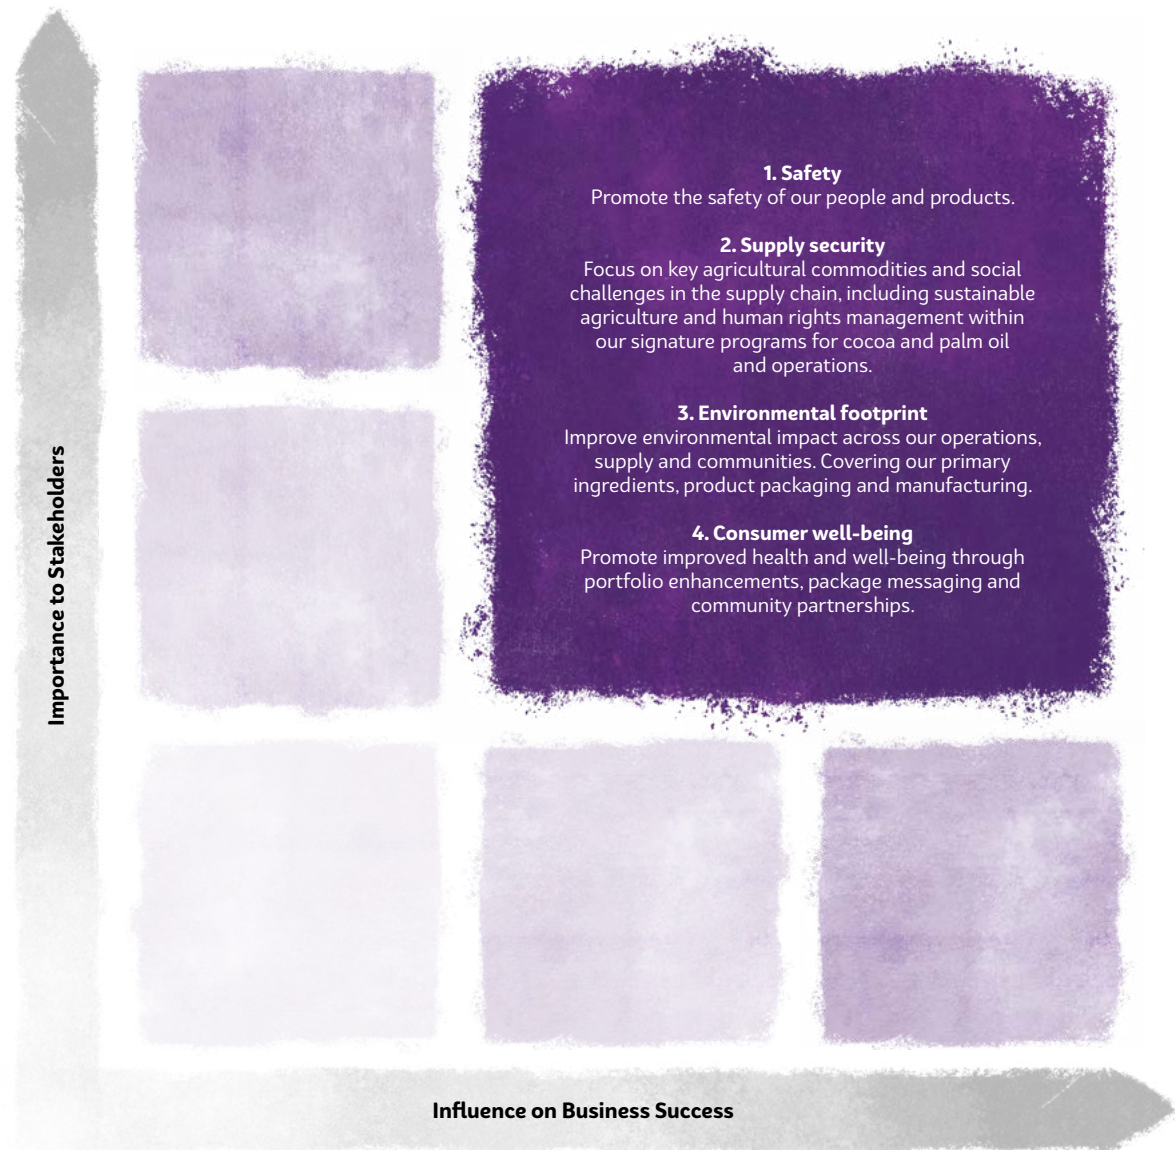 1. Safety
Promote the safety of our people and products.
2. Supply security
Focus on key agricultural commodities and social
challenges in the supply chain, including sustainable
agriculture and human rights management within
our signature programs for cocoa and palm oil
and operations.
3. Environmental footprint
Improve environmental impact across our operations,
supply and communities. Covering our primary
ingredients, product packaging and manufacturing.
4. Consumer well-being
Promote improved health and well-being through
portfolio enhancements, package messaging and
community partnerships.
Importance to Stakeholders
Influence on Business Success